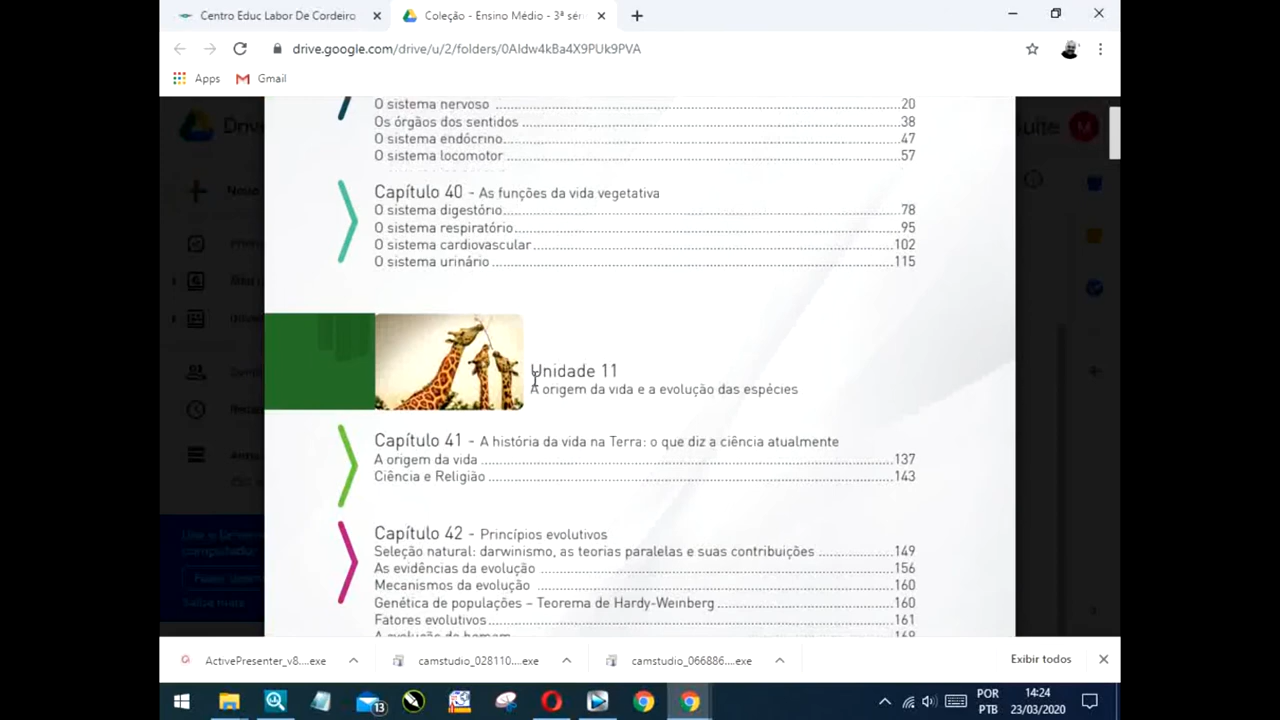 Centro Educ Labor De Cordeiro
Coleção - Ensino Médio - 3ª séri
drive.google.com/drive/u/2/folders/0AIdw4kBa4X9PUk9PVA
Apps
Gmail
O sistema nervoso 20
Os órgãos dos sentidos 38
O sistema endócrino 47
O sistema locomotor 57
Capítulo 40 - As funções da vida vegetativa
O sistema digestório 78
O sistema respiratório 95
O sistema cardiovascular 102
O sistema urinário 115
Unidade 11
A origem da vida e a evolução das espécies
Capítulo 41 - A história da vida na Terra: o que diz a ciência atualmente
A origem da vida 137
Ciência e Religião 143
Capítulo 42 - Princípios evolutivos
Seleção natural: darwinismo, as teorias paralelas e suas contribuições 149
As evidências da evolução 156
Mecanismos da evolução 160
Genética de populações – Teorema de Hardy-Weinberg 160
Fatores evolutivos 161
A evolução do homem 169
ActivePresenter_v8....exe
camstudio_028110....exe
camstudio_066886....exe
Exibir todos
13
POR
PTB
14:24
23/03/2020